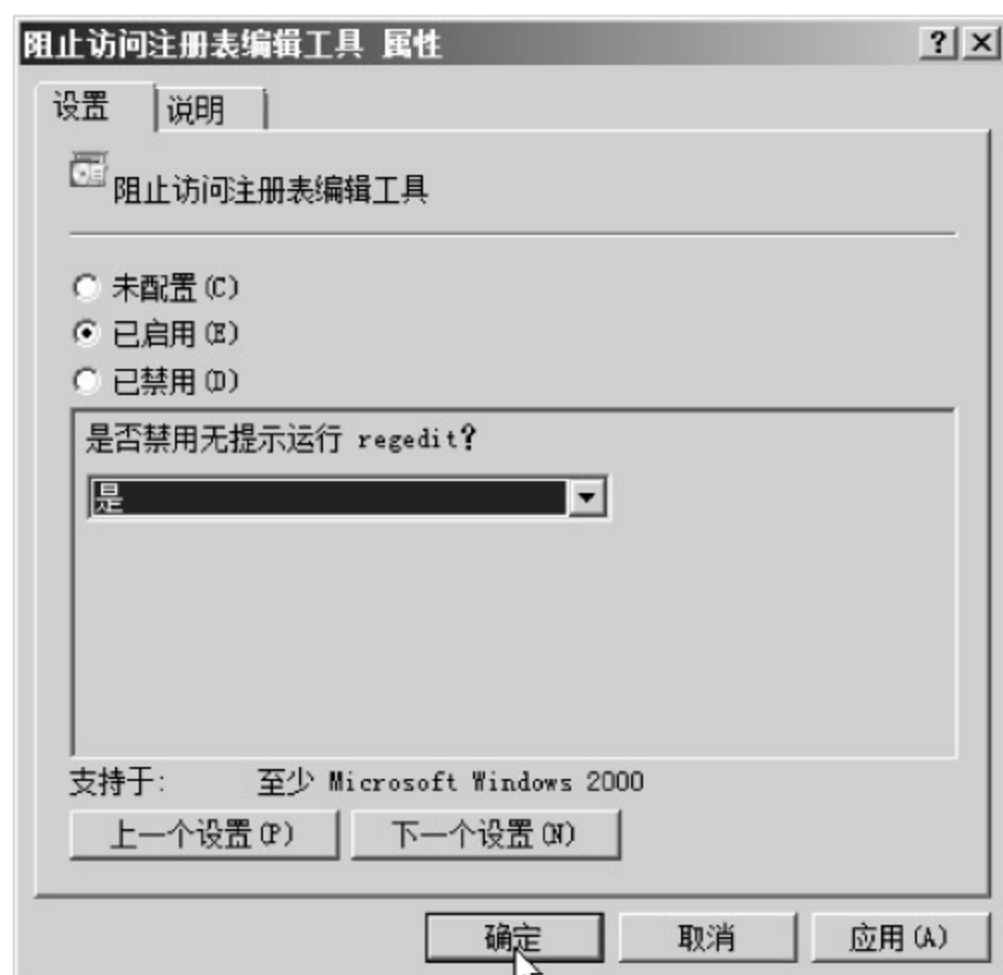 阻止访问注册表编辑工具 属性
设置 说明
阻止访问注册表编辑工具
未配置(C)
已启用(E)
已禁用(D)
是否禁用无提示运行 regedit?
是
支持于: 至少 Microsoft Windows 2000
上一个设置(P) 下一个设置(N)
确定 取消 应用(A)